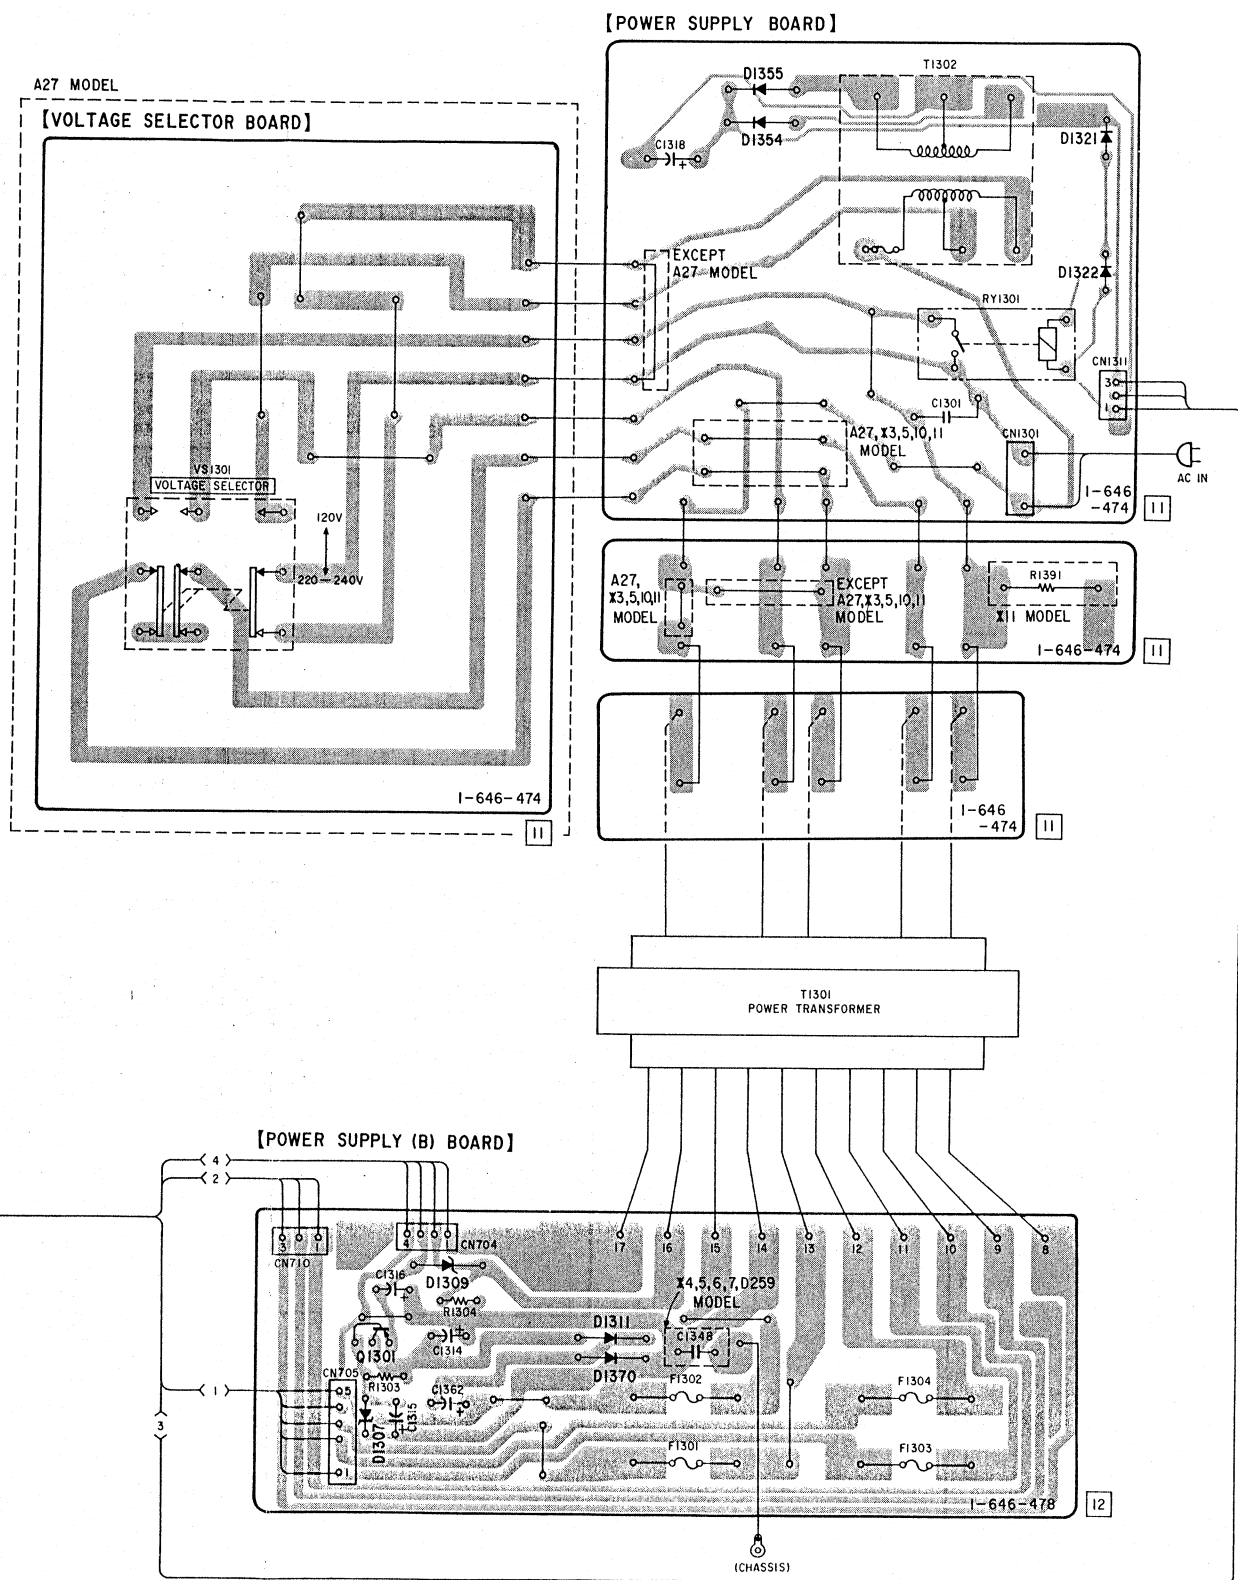 【POWER SUPPLY BOARD】
A27 MODEL
【VOLTAGE SELECTOR BOARD】
D1355
T1302
D1354
C1318
+
D1321
EXCEPT
A27 MODEL
D1322
RY1301
CN1311
3
1
C1301
A27,X3,5,10,11
MODEL
CN1301
AC IN
1-646
-474
11
VS1301
VOLTAGE SELECTOR
120V
220-240V
A27,
X3,5,10,11
MODEL
EXCEPT
A27,X3,5,10,11
MODEL
R1391
X11 MODEL
1-646-474
11
1-646-474
11
1-646
-474
11
T1301
POWER TRANSFORMER
【POWER SUPPLY (B) BOARD】
4
2
3
1
CN710
4
1
CN704
17
16
15
14
13
12
11
10
9
8
C1316
+
D1309
R1304
X4,5,6,7,D259
MODEL
D1311
C1348
Q1301
C1314
+
D1370
CN705
R1303
C1362
+
F1302
F1304
1
5
3
D1307
C1315
+
F1301
F1303
1
1-646-478
12
(CHASSIS)